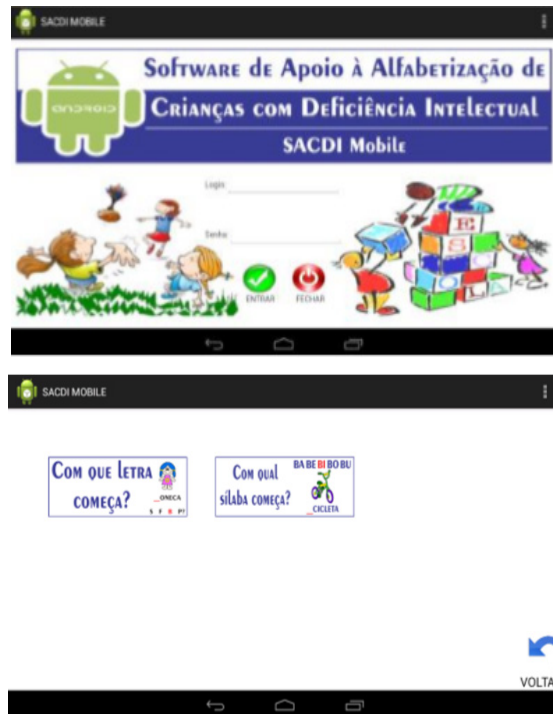 SACDI MOBILE
Software de Apoio à Alfabetização de
android
Crianças com Deficiência Intelectual
SACDI Mobile
Login:
Senha:
ENTRAR
FECHAR
E
S
C
O
L
A
SACDI MOBILE
Com que letra
começa?
_ONECA
S F B P?
Com qual
sílaba começa?
BA BE BI BO BU
_CICLETA
VOLTA